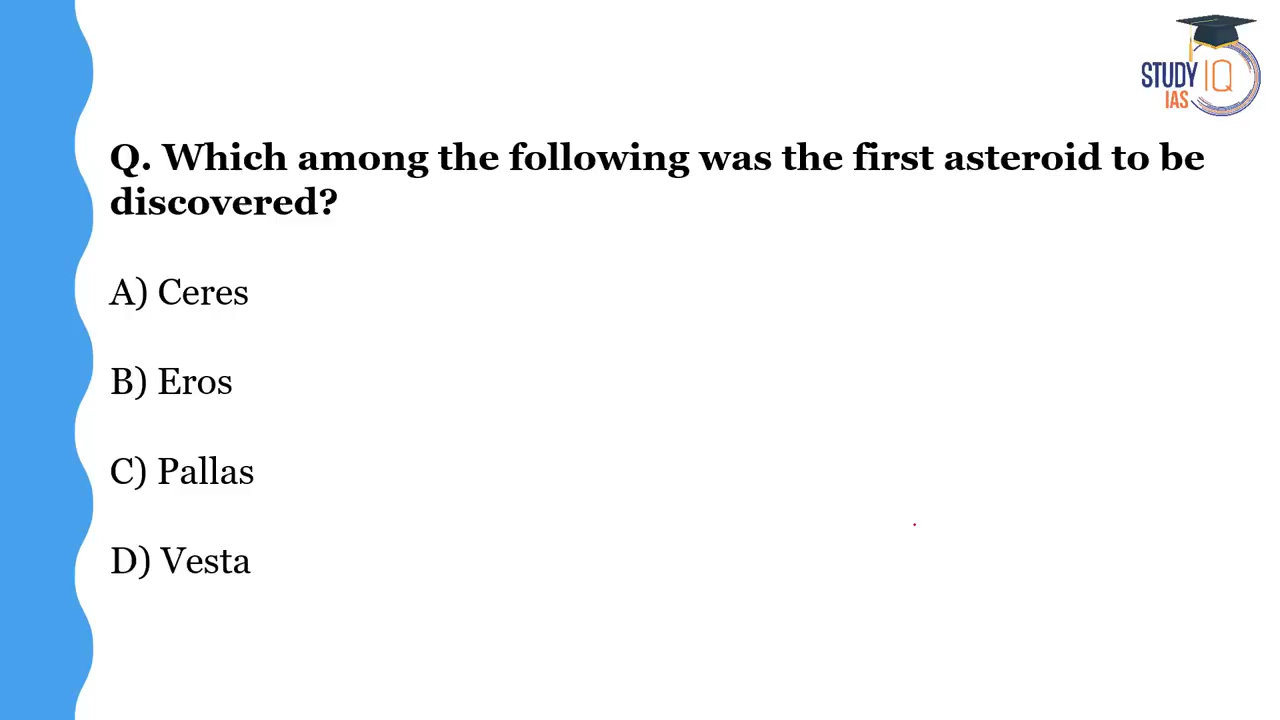 STUDY IQ
IAS
Q. Which among the following was the first asteroid to be
discovered?
A) Ceres
B) Eros
C) Pallas
D) Vesta